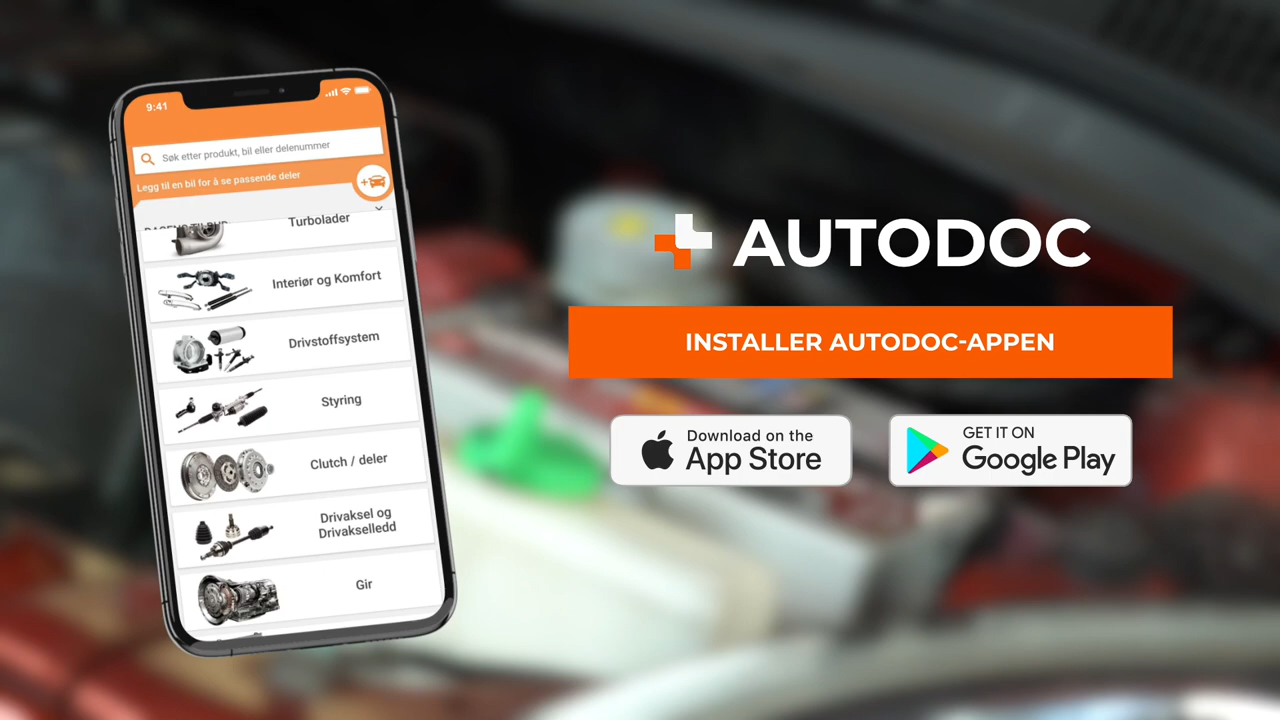 9:41
Søk etter produkt, bil eller delenummer
Legg til en bil for å se passende deler
Turbolader
Interiør og Komfort
Drivstoffsystem
Styring
Clutch / deler
Drivaksel og
Drivakselledd
Gir
AUTODOC
INSTALLER AUTODOC-APPEN
Download on the
App Store
GET IT ON
Google Play